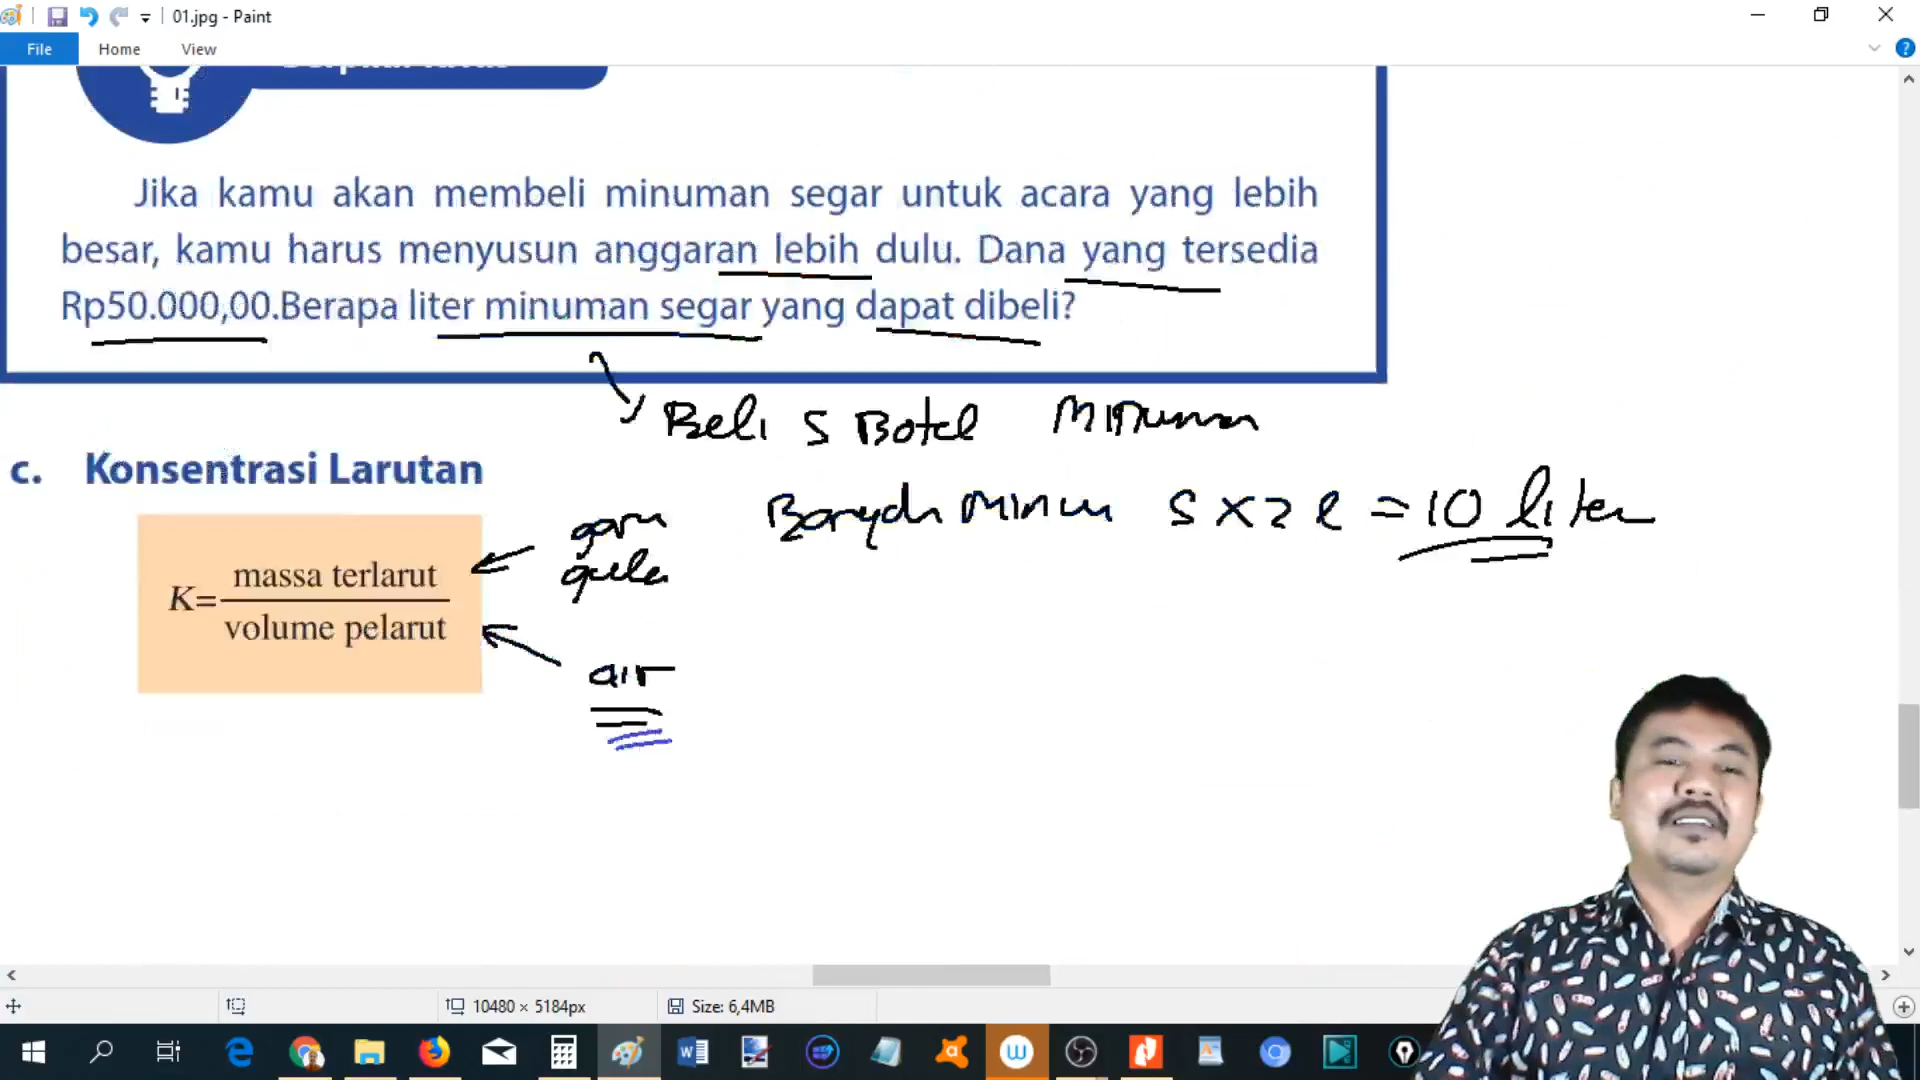 01.jpg - Paint
File Home View
Jika kamu akan membeli minuman segar untuk acara yang lebih
besar, kamu harus menyusun anggaran lebih dulu. Dana yang tersedia
Rp50.000,00.Berapa liter minuman segar yang dapat dibeli?
Beli 5 Botol Minuman
c. Konsentrasi Larutan
Minum 5 x 2 l = 10 liter
garam
gula
K= massa terlarut
volume pelarut
air
10480 × 5184px Size: 6,4MB